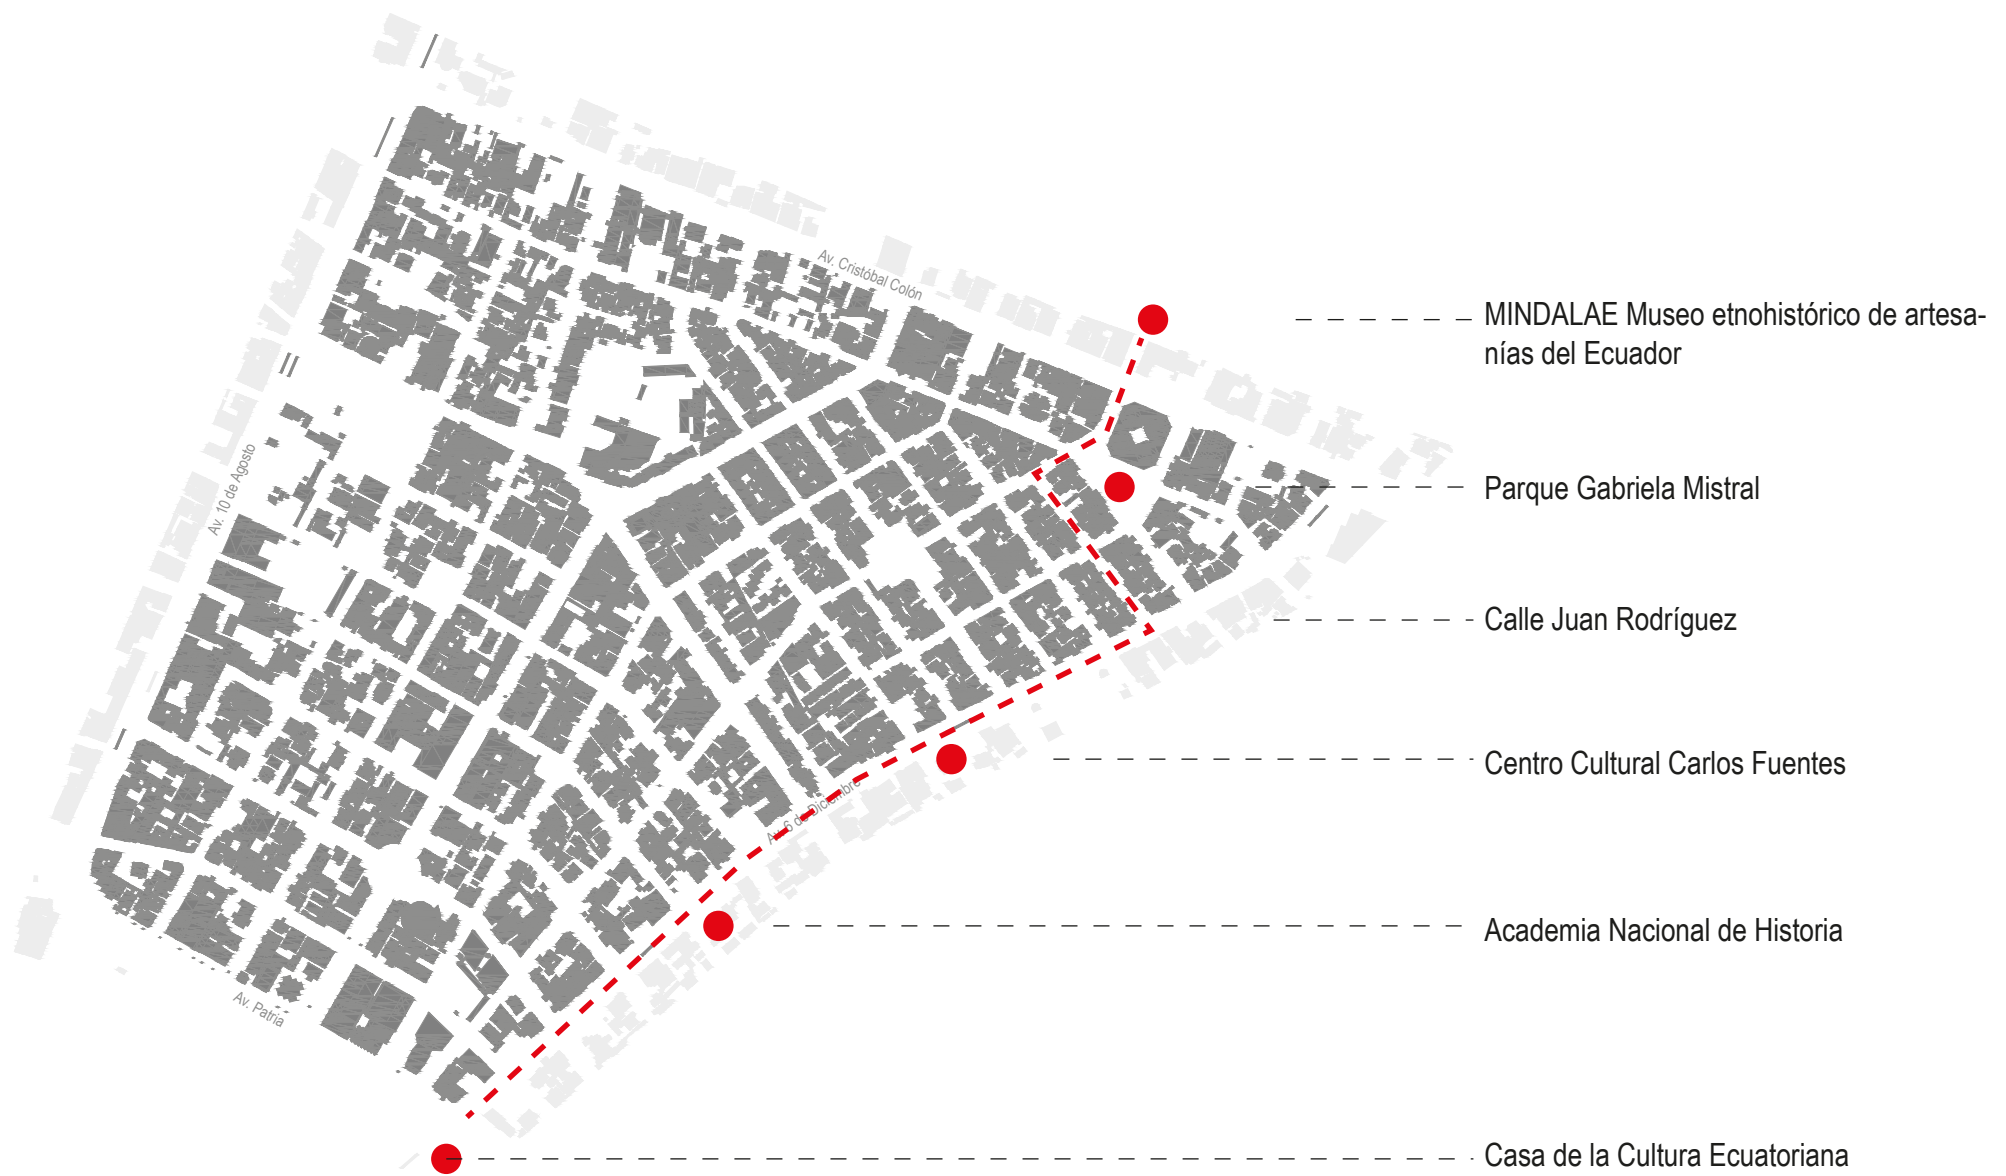 Av. Cristóbal Colón
MINDALAE Museo etnohistórico de artesa-
nías del Ecuador
Av. 10 de Agosto
Parque Gabriela Mistral
Calle Juan Rodríguez
Centro Cultural Carlos Fuentes
Av. 6 de Diciembre
Academia Nacional de Historia
Av. Patria
Casa de la Cultura Ecuatoriana